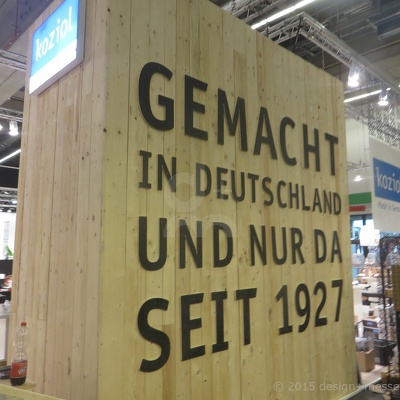 koziol
GEMACHT
IN DEUTSCHLAND
UND NUR DA
SEIT 1927
koziol
© 2015 design+messe